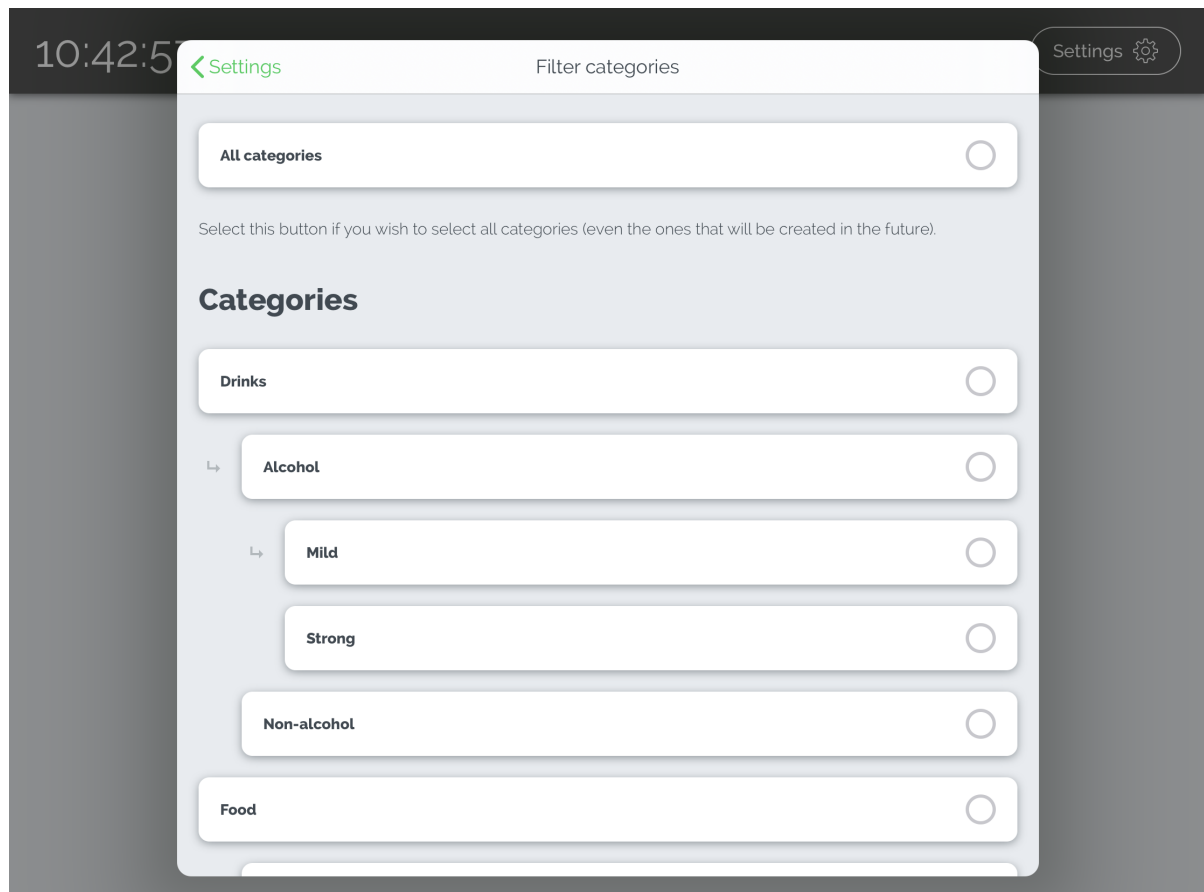 10:42:5
Settings
Filter categories
Settings
All categories
Select this button if you wish to select all categories (even the ones that will be created in the future).
Categories
Drinks
Alcohol
Mild
Strong
Non-alcohol
Food